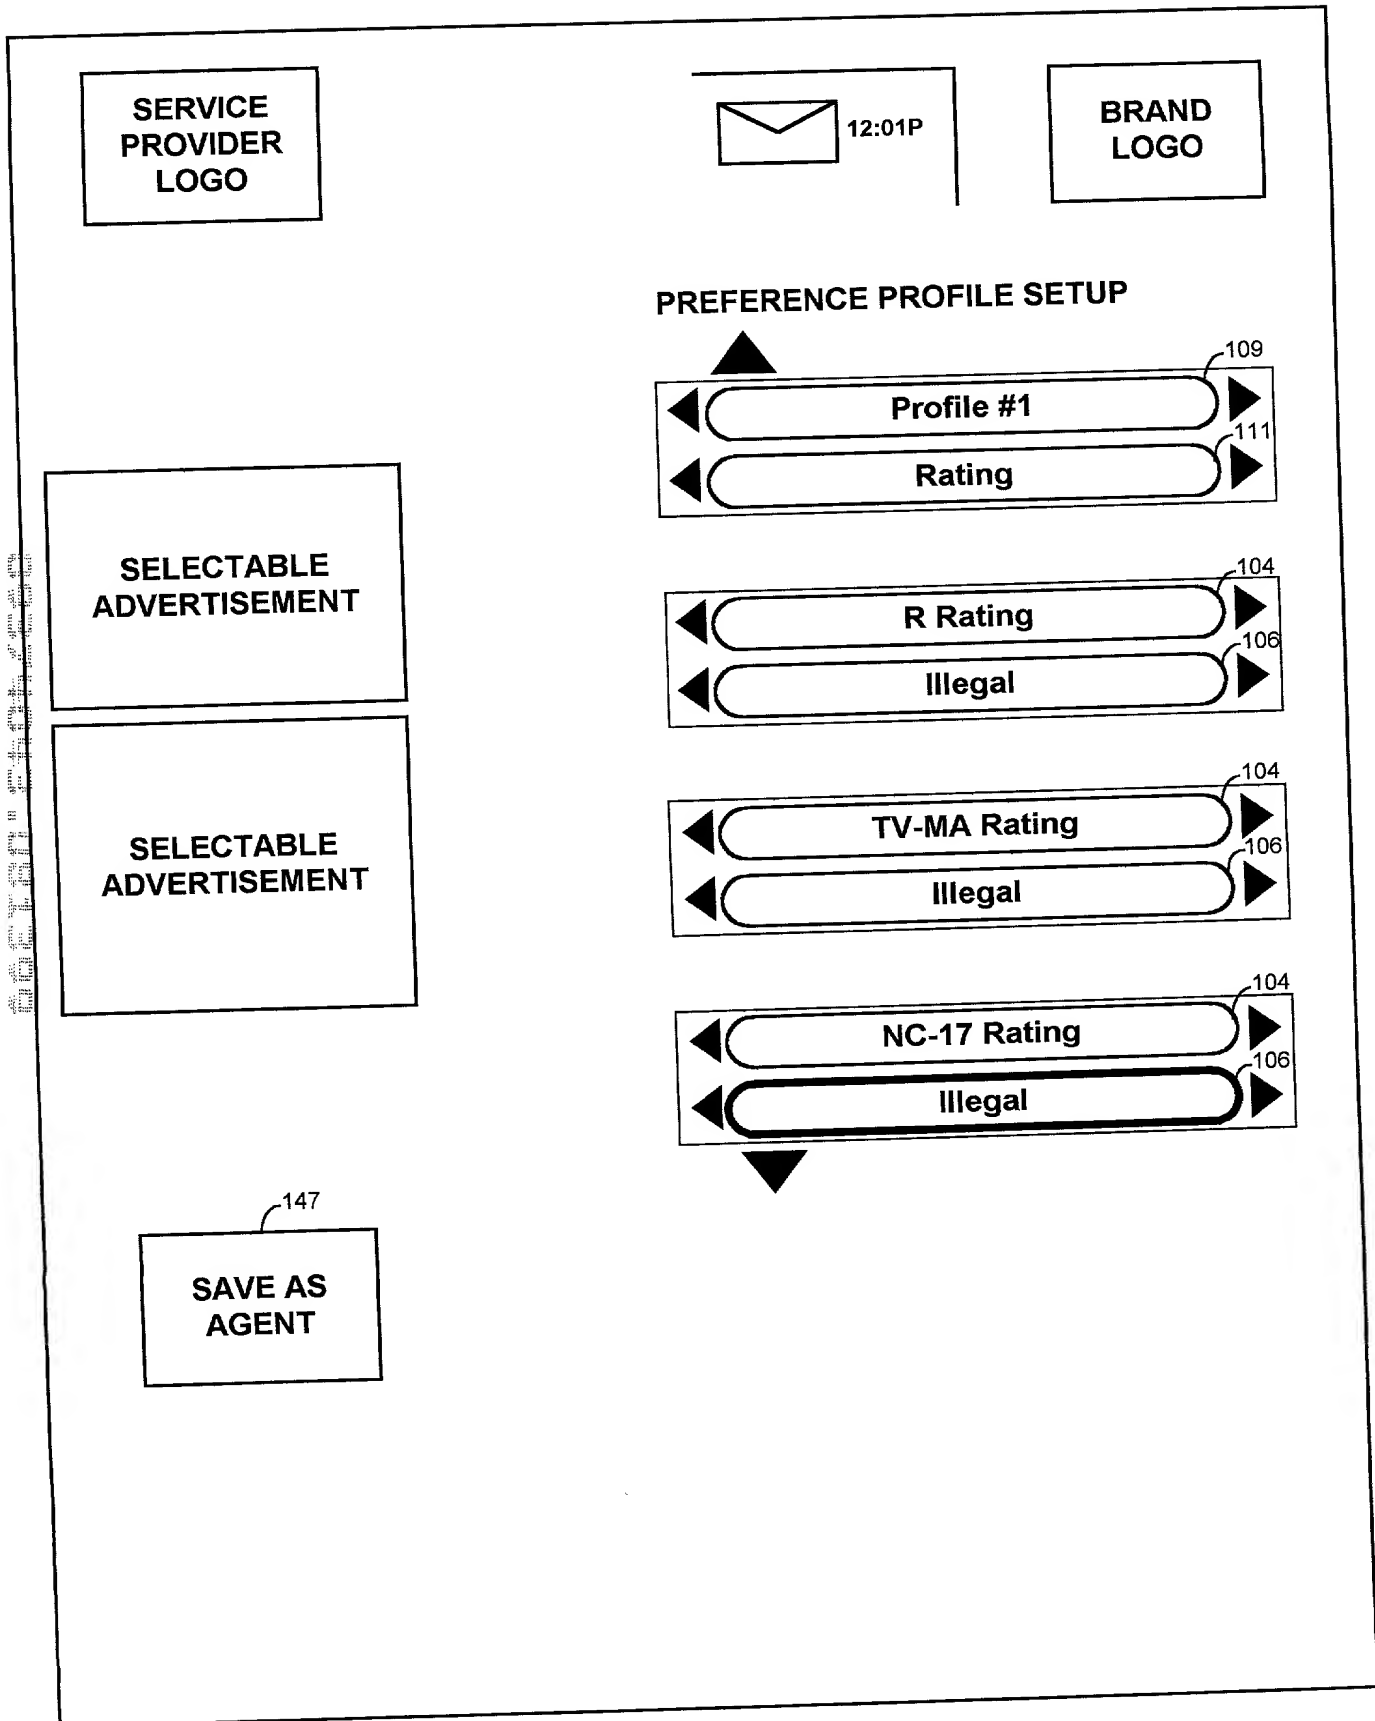 SERVICE
PROVIDER
LOGO
12:01P
BRAND
LOGO
PREFERENCE PROFILE SETUP
109
Profile #1
111
Rating
SELECTABLE
ADVERTISEMENT
104
R Rating
106
Illegal
SELECTABLE
ADVERTISEMENT
104
TV-MA Rating
106
Illegal
104
NC-17 Rating
106
Illegal
147
SAVE AS
AGENT